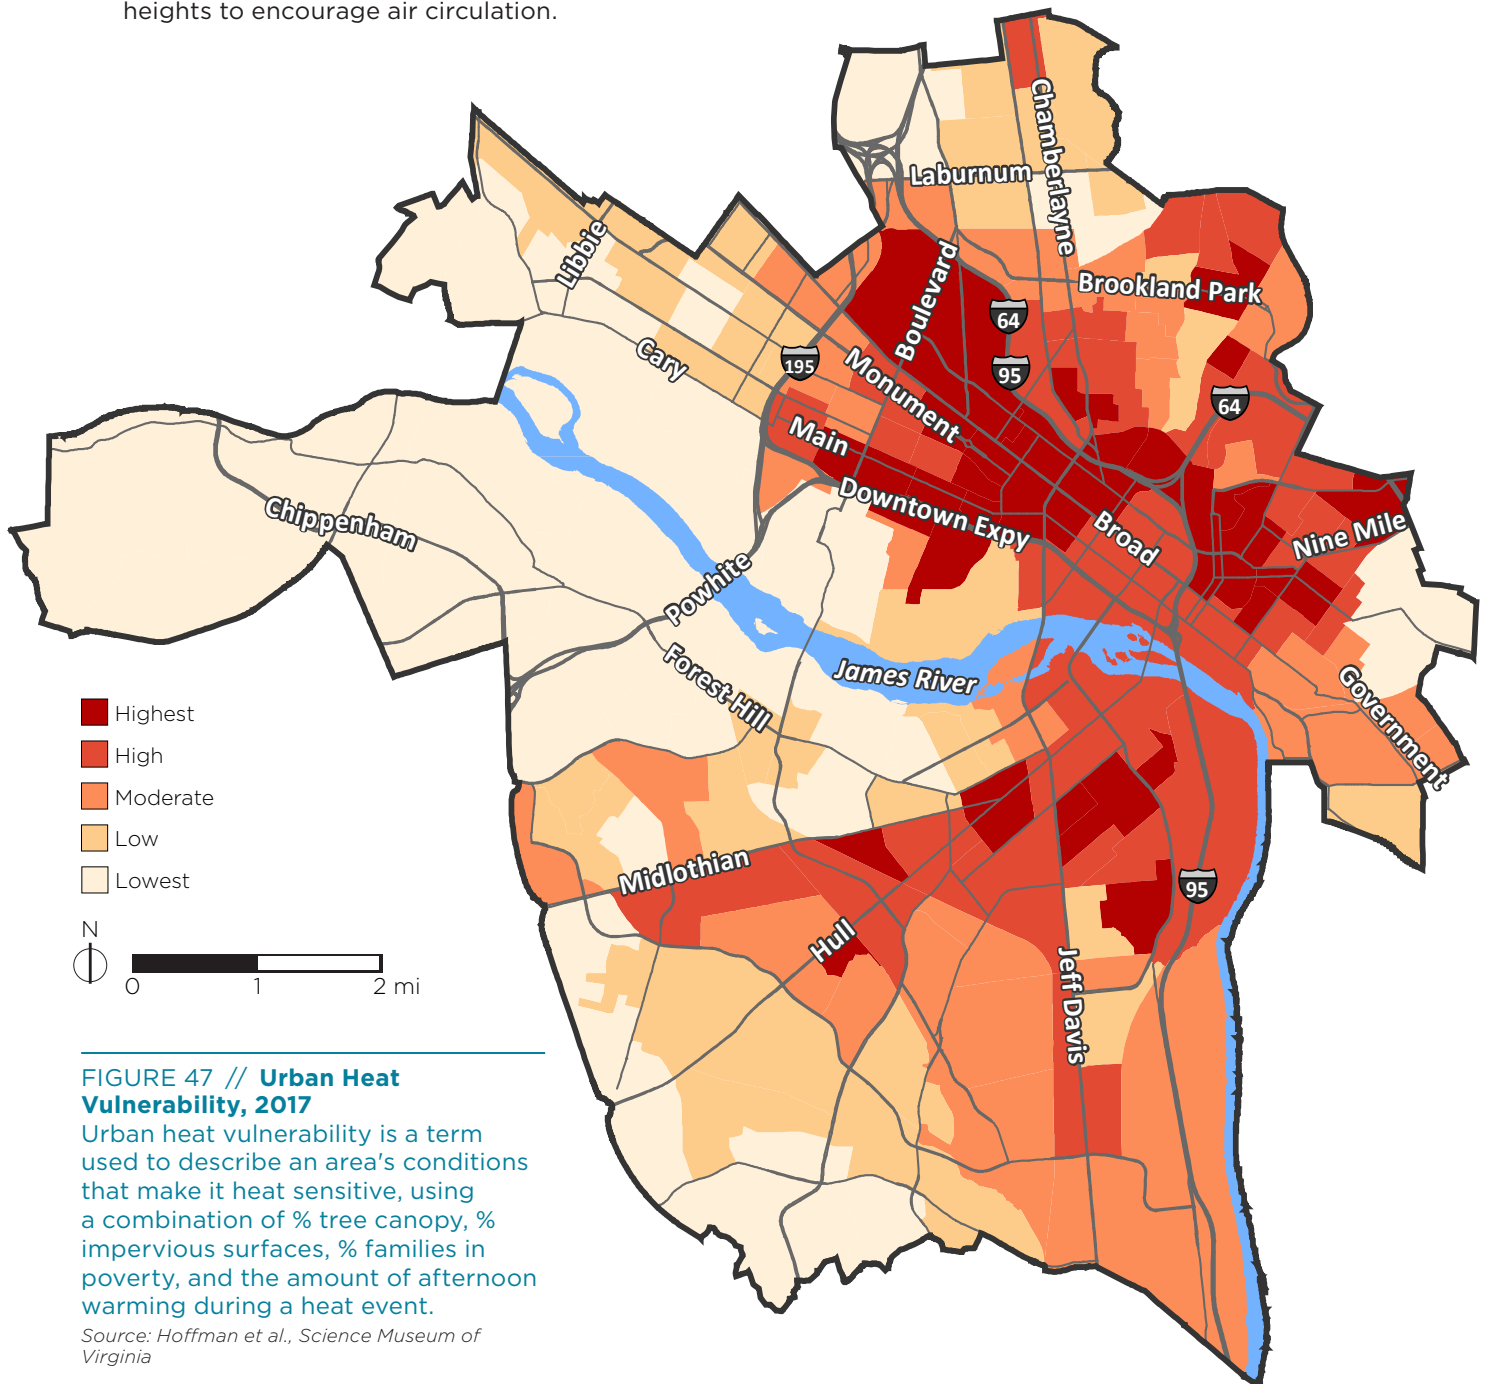 heights to encourage air circulation.
Chamberlayne
Laburnum
Libbie
Boulevard
Brookland Park
64
Cary
195
Monument
95
64
Main
Downtown Expy
Broad
Nine Mile
Chippenham
Powhite
Forest Hill
James River
Government
Highest
High
Moderate
Low
Lowest
Midlothian
95
Hull
Jeff Davis
N
0 1 2 mi
FIGURE 47 // Urban Heat
Vulnerability, 2017
Urban heat vulnerability is a term
used to describe an area's conditions
that make it heat sensitive, using
a combination of % tree canopy, %
impervious surfaces, % families in
poverty, and the amount of afternoon
warming during a heat event.
Source: Hoffman et al., Science Museum of
Virginia